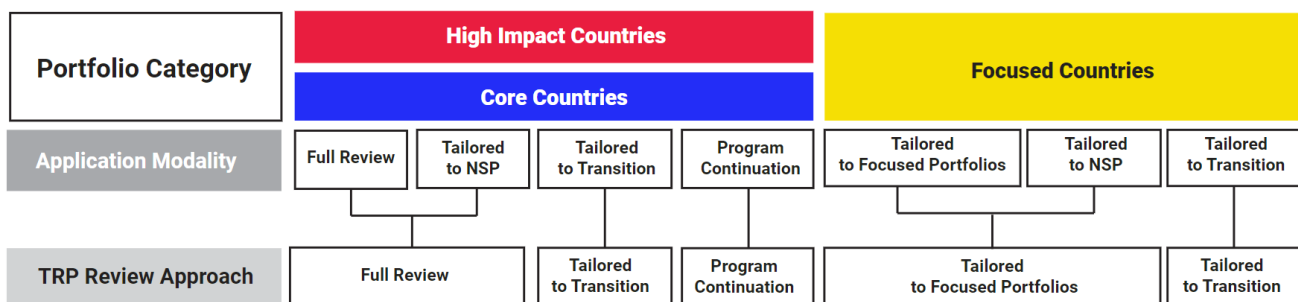 Portfolio Category
High Impact Countries
Core Countries
Focused Countries
Application Modality
Full Review
Tailored
to NSP
Tailored
to Transition
Program
Continuation
Tailored
to Focused Portfolios
Tailored
to NSP
Tailored
to Transition
TRP Review Approach
Full Review
Tailored
to Transition
Program
Continuation
Tailored
to Focused Portfolios
Tailored
to Transition